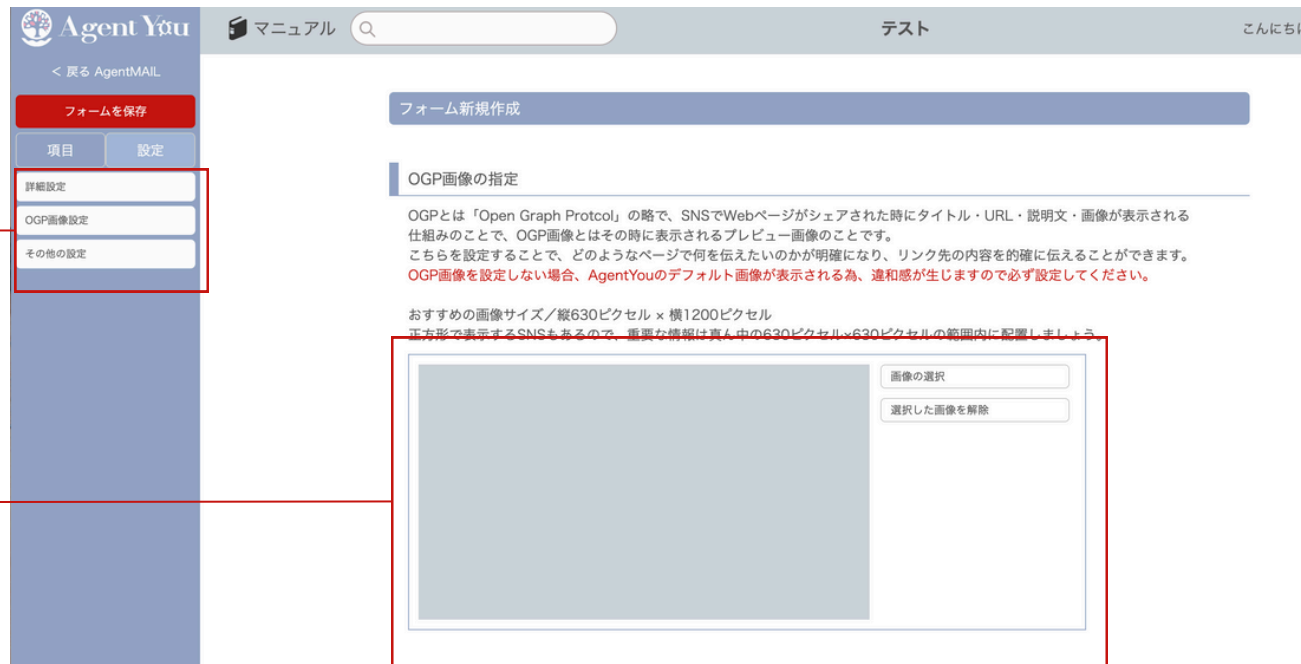 Agent You
マニュアル
テスト
こんにち
< 戻る AgentMAIL
フォームを保存
項目
設定
詳細設定
OGP画像設定
その他の設定
フォーム新規作成
OGP画像の指定
OGPとは「Open Graph Protcol」の略で、SNSでWebページがシェアされた時にタイトル・URL・説明文・画像が表示される
仕組みのことで、OGP画像とはその時に表示されるプレビュー画像のことです。
こちらを設定することで、どのようなページで何を伝えたいのかが明確になり、リンク先の内容を的確に伝えることができます。
OGP画像を設定しない場合、AgentYouのデフォルト画像が表示される為、違和感が生じますので必ず設定してください。
おすすめの画像サイズ／縦630ピクセル × 横1200ピクセル
正方形で表示するSNSもあるので、重要な情報は真ん中の630ピクセル×630ピクセルの範囲内に配置しましょう。
画像の選択
選択した画像を解除